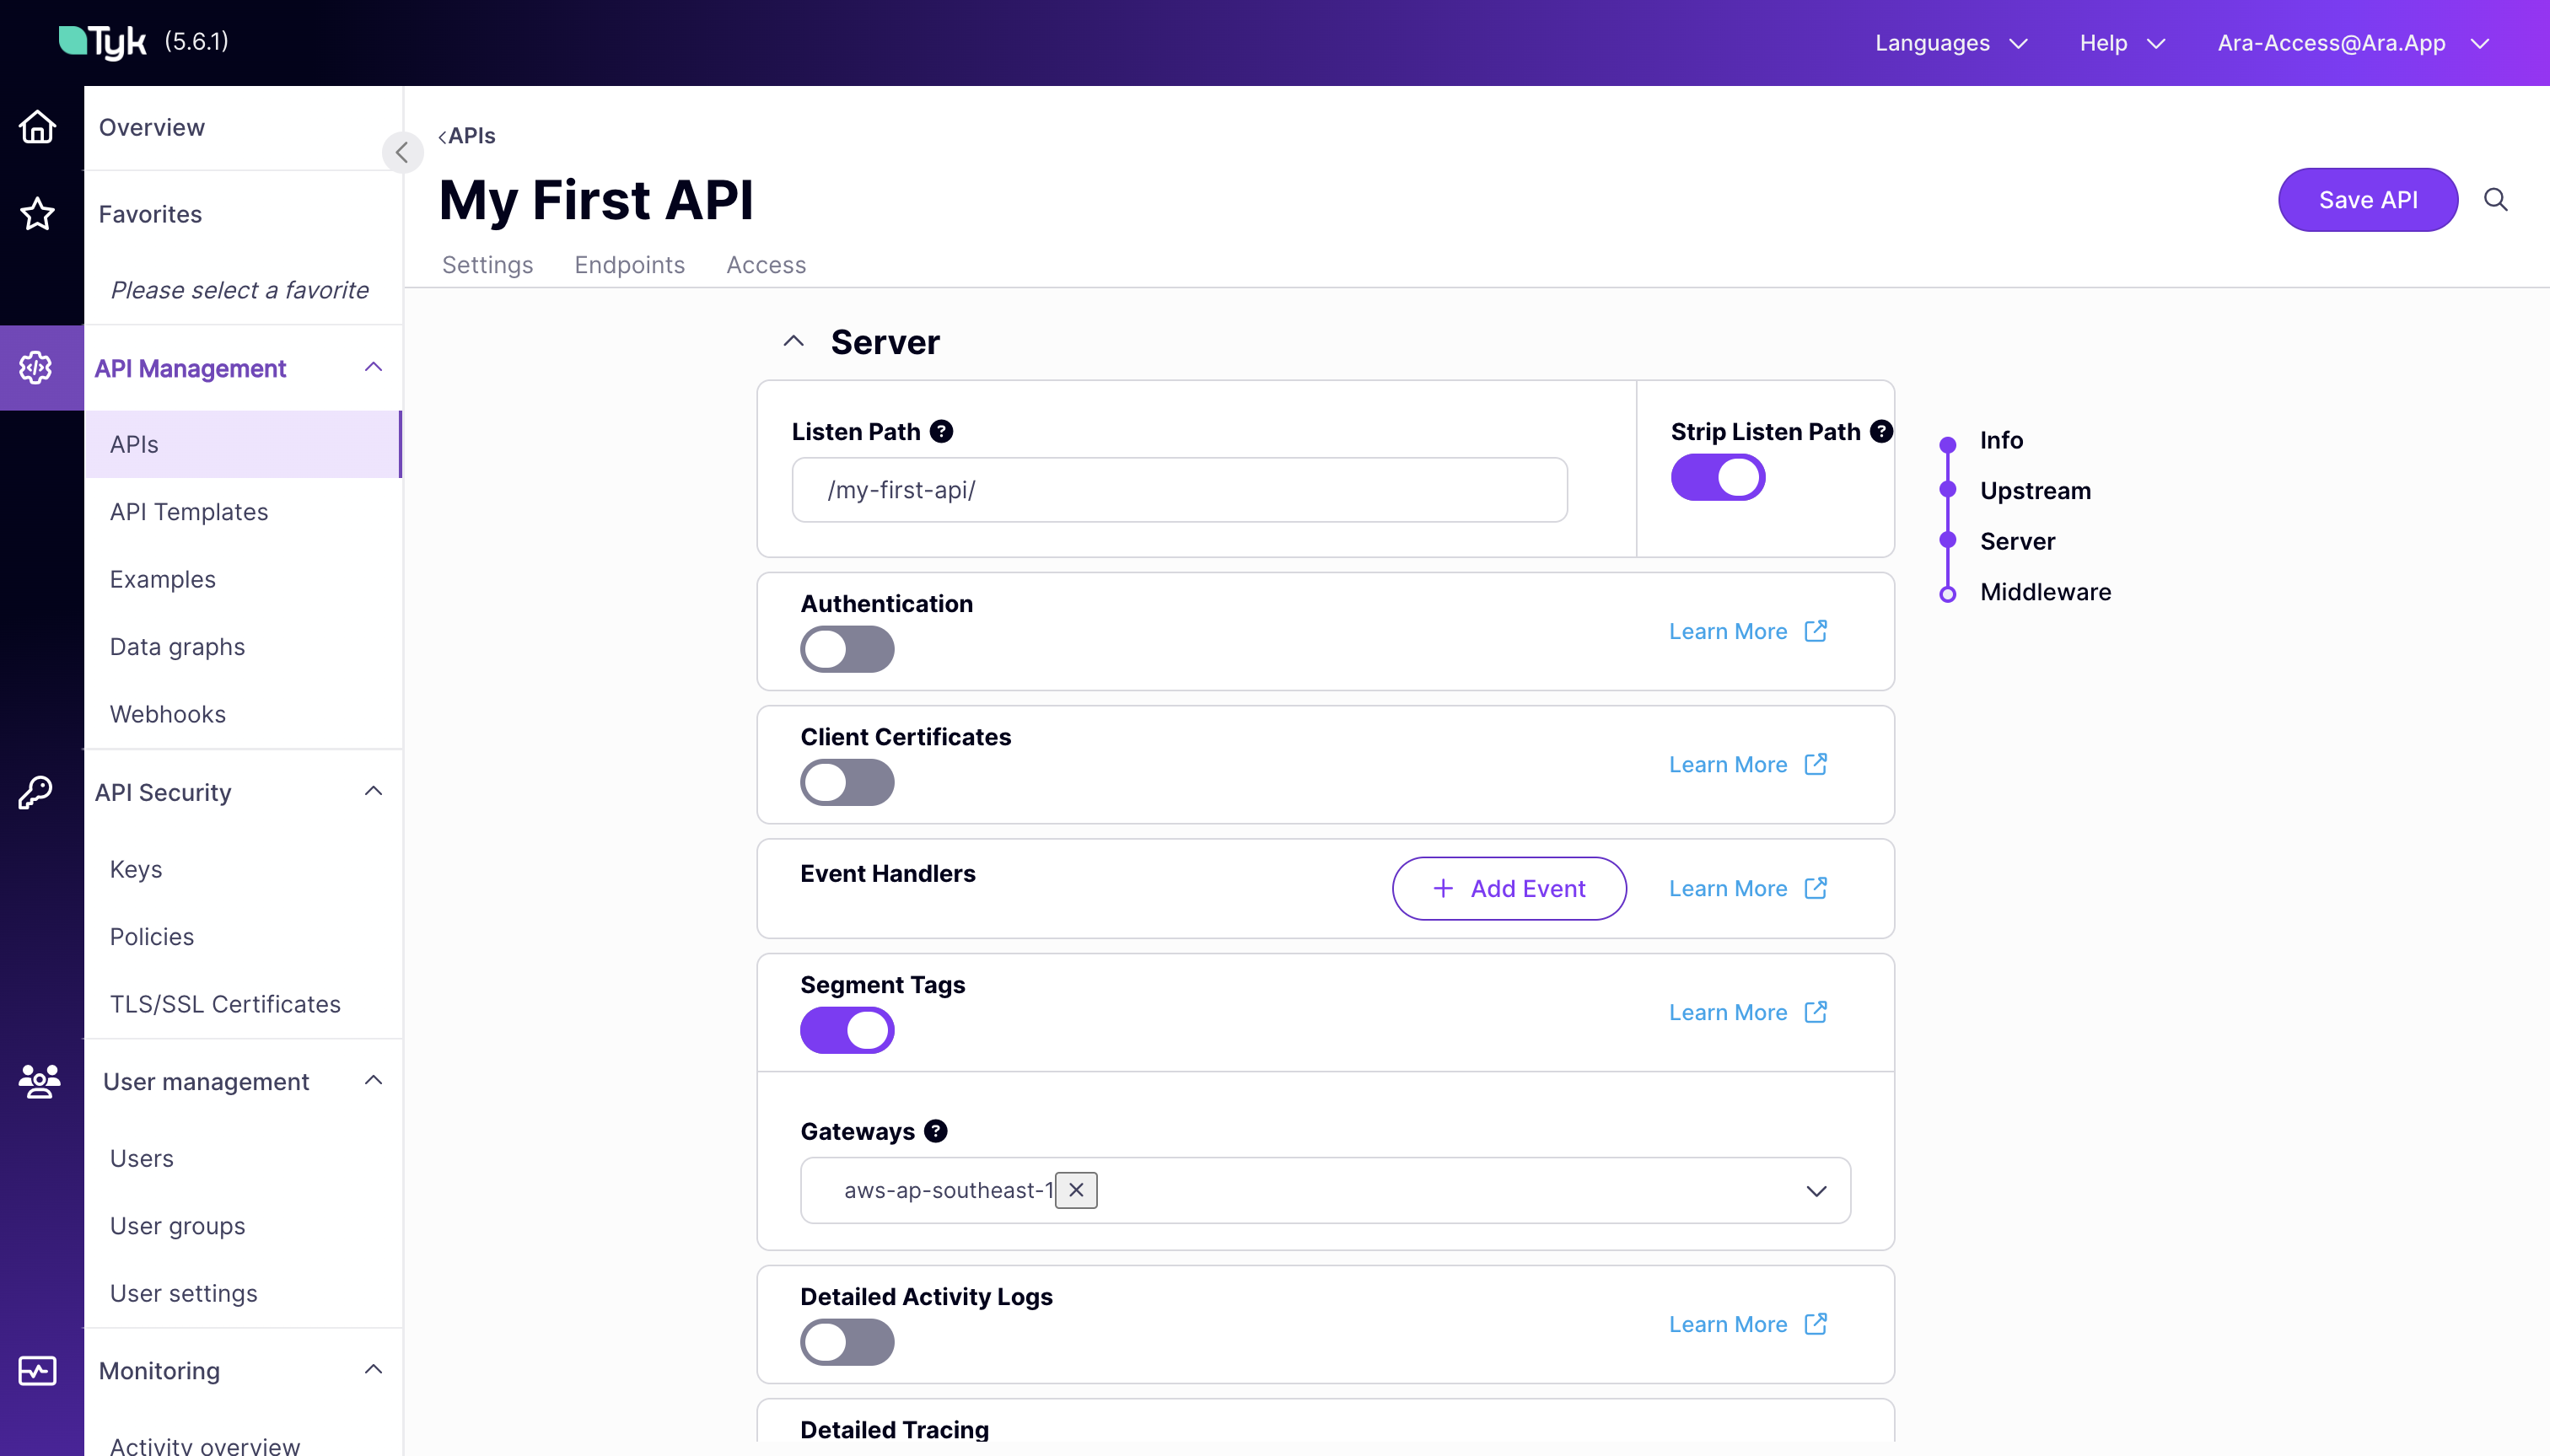 Tyk (5.6.1)
Languages
Help
Ara-Access@Ara.App
Overview
Favorites
Please select a favorite
API Management
APIs
API Templates
Examples
Data graphs
Webhooks
API Security
Keys
Policies
TLS/SSL Certificates
User management
Users
User groups
User settings
Monitoring
Activity overview
<APIs
My First API
Save API
Settings
Endpoints
Access
Server
Listen Path ?
/my-first-api/
Strip Listen Path ?
Authentication
Learn More
Client Certificates
Learn More
Event Handlers
+ Add Event
Learn More
Segment Tags
Learn More
Gateways ?
aws-ap-southeast-1
Detailed Activity Logs
Learn More
Detailed Tracing
Info
Upstream
Server
Middleware